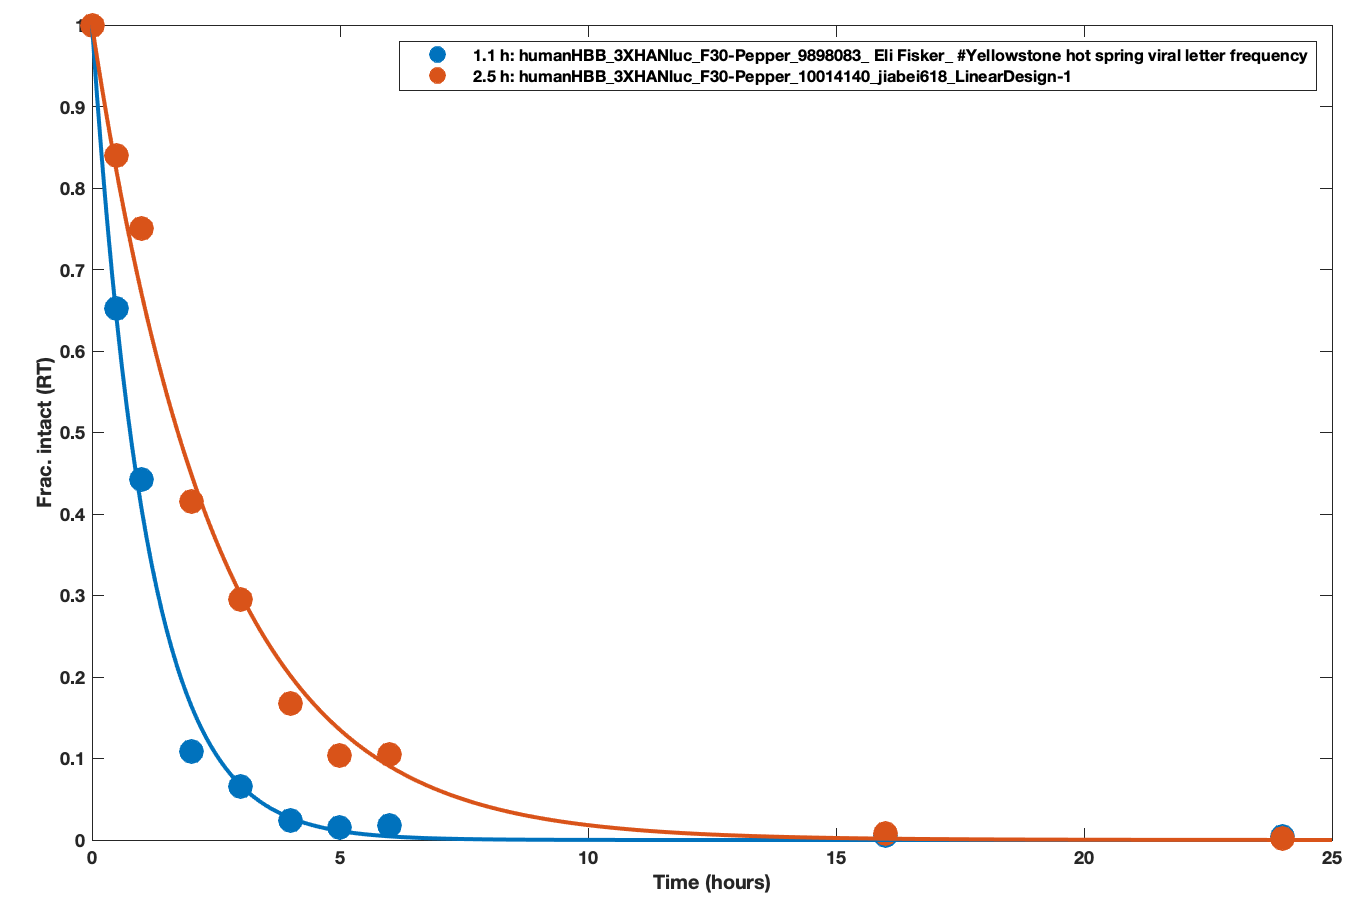 1.1 h: humanHBB_3XHANluc_F30-Pepper_9898083_ Eli Fisker_ #Yellowstone hot spring viral letter frequency
2.5 h: humanHBB_3XHANluc_F30-Pepper_10014140_jiabei618_LinearDesign-1
Frac. intact (RT)
1
0.9
0.8
0.7
0.6
0.5
0.4
0.3
0.2
0.1
0
0 5 10 15 20 25
Time (hours)